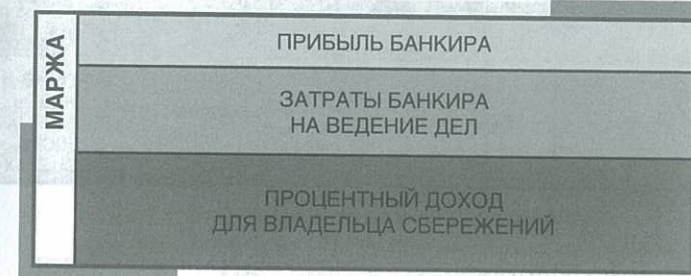 МАРЖА
ПРИБЫЛЬ БАНКИРА
ЗАТРАТЫ БАНКИРА
НА ВЕДЕНИЕ ДЕЛ
ПРОЦЕНТНЫЙ ДОХОД
ДЛЯ ВЛАДЕЛЬЦА СБЕРЕЖЕНИЙ